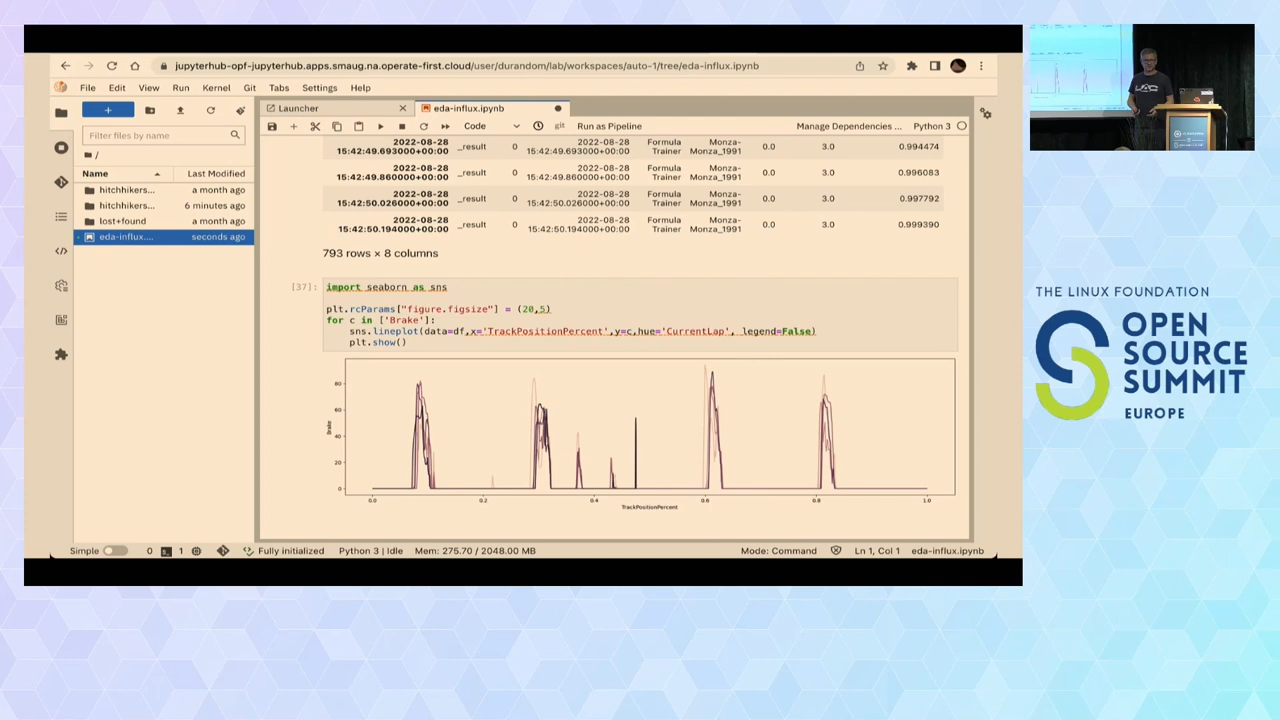 jupyterhub-opf-jupyterhub.apps.smaug.na.operate-first.cloud/user/durandom/lab/workspaces/auto-1/tree/eda-influx.ipynb
File Edit View Run Kernel Git Tabs Settings Help
Launcher
eda-influx.ipynb
Filter files by name
Code
git
Run as Pipeline
Manage Dependencies ...
Python 3
/
Name Last Modified
hitchhikers... a month ago
hitchhikers... 6 minutes ago
lost+found a month ago
eda-influx.... seconds ago
2022-08-28 _result 0 2022-08-28 Formula Monza- 0.0 3.0 0.994474
15:42:49.693000+00:00 15:42:49.693000+00:00 Trainer Monza_1991
2022-08-28 _result 0 2022-08-28 Formula Monza- 0.0 3.0 0.996083
15:42:49.860000+00:00 15:42:49.860000+00:00 Trainer Monza_1991
2022-08-28 _result 0 2022-08-28 Formula Monza- 0.0 3.0 0.997792
15:42:50.026000+00:00 15:42:50.026000+00:00 Trainer Monza_1991
2022-08-28 _result 0 2022-08-28 Formula Monza- 0.0 3.0 0.999390
15:42:50.194000+00:00 15:42:50.194000+00:00 Trainer Monza_1991
793 rows × 8 columns
[37]: import seaborn as sns
plt.rcParams["figure.figsize"] = (20,5)
for c in ['Brake']:
sns.lineplot(data=df,x='TrackPositionPercent',y=c,hue='CurrentLap', legend=False)
plt.show()
80
60
40
20
0
Brake
0.0 0.2 0.4 0.6 0.8 1.0
TrackPositionPercent
Simple 0 1 Fully initialized Python 3 | Idle Mem: 275.70 / 2048.00 MB Mode: Command Ln 1, Col 1 eda-influx.ipynb
THE LINUX FOUNDATION
OPEN
SOURCE
SUMMIT
EUROPE